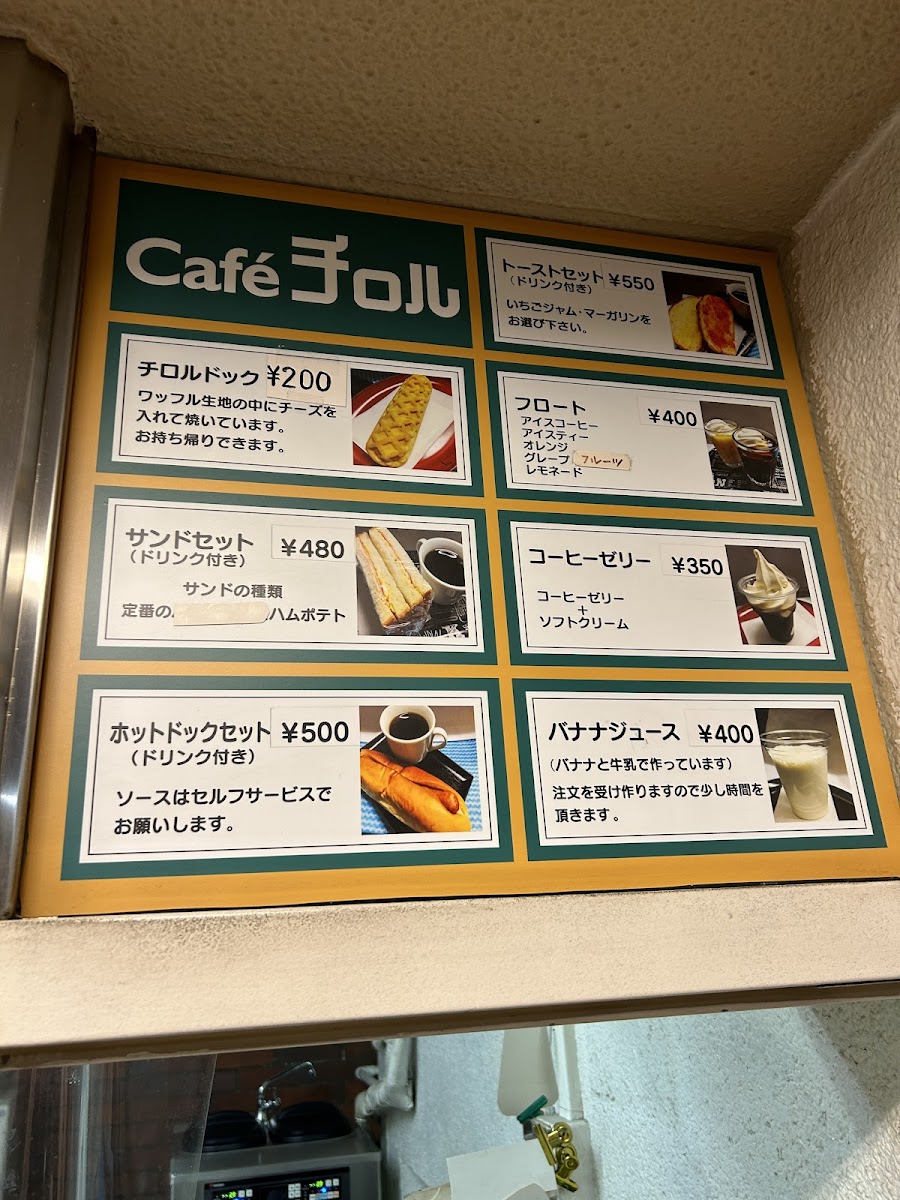 Café チロル
チロルドック ¥200
ワッフル生地の中にチーズを
入れて焼いています。
お持ち帰りできます。
サンドセット ¥480
（ドリンク付き）
サンドの種類
定番の ハムポテト
ホットドックセット ¥500
（ドリンク付き）
ソースはセルフサービスで
お願いします。
トーストセット ¥550
（ドリンク付き）
いちごジャム・マーガリンを
お選び下さい。
フロート ¥400
アイスコーヒー
アイスティー
オレンジ
グレープフルーツ
レモネード
コーヒーゼリー ¥350
コーヒーゼリー
+
ソフトクリーム
バナナジュース ¥400
（バナナと牛乳で作っています）
注文を受け作りますので少し時間を
頂きます。